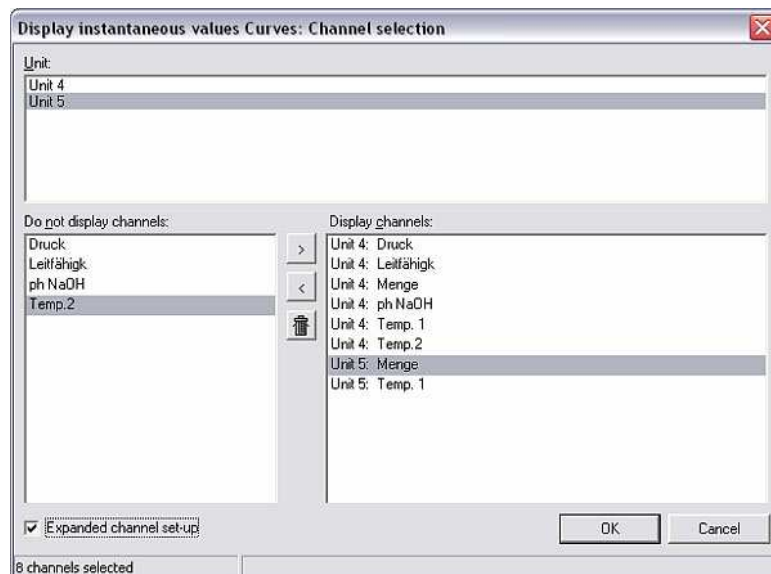 Display instantaneous values Curves: Channel selection
Unit:
Unit 4
Unit 5
Do not display channels:
Druck
Leitfähigk
ph NaOH
Temp.2
>
<
Display channels:
Unit 4: Druck
Unit 4: Leitfähigk
Unit 4: Menge
Unit 4: ph NaOH
Unit 4: Temp. 1
Unit 4: Temp.2
Unit 5: Menge
Unit 5: Temp. 1
Expanded channel set-up
OK
Cancel
8 channels selected